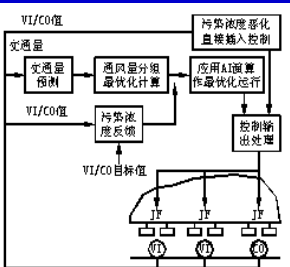 VI/CO值
污染浓度恶化
直接插入控制
交通量
交通量
预测
通风量分组
最优化计算
应用AI预算
作最优化运行
VI/CO值
污染浓
度反馈
控制输
出处理
VI/CO目标值
JF
JF
JF
VI
VI
CO